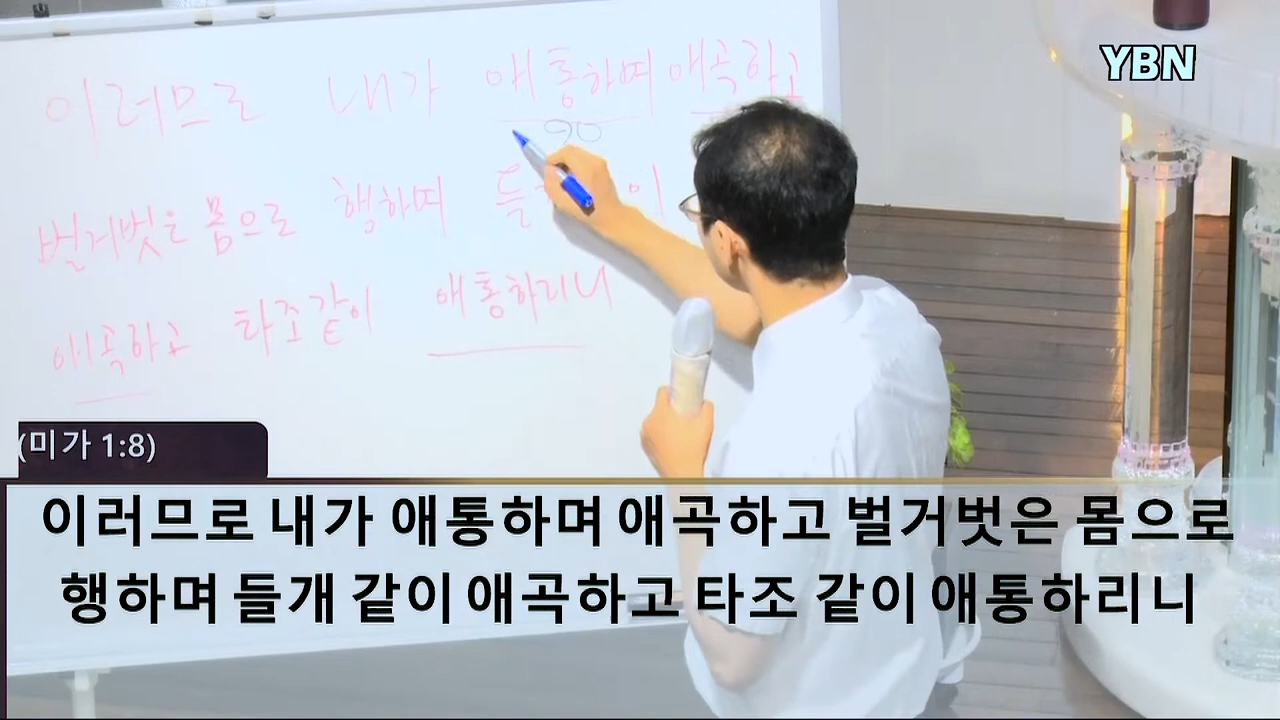 YBN
이러므로 내가 애통하며 애곡하고
90
벌거벗은 몸으로 행하며 들 이
애곡하고 타조같이 애통하리니
(미가 1:8)
이러므로 내가 애통하며 애곡하고 벌거벗은 몸으로
행하며 들개 같이 애곡하고 타조 같이 애통하리니